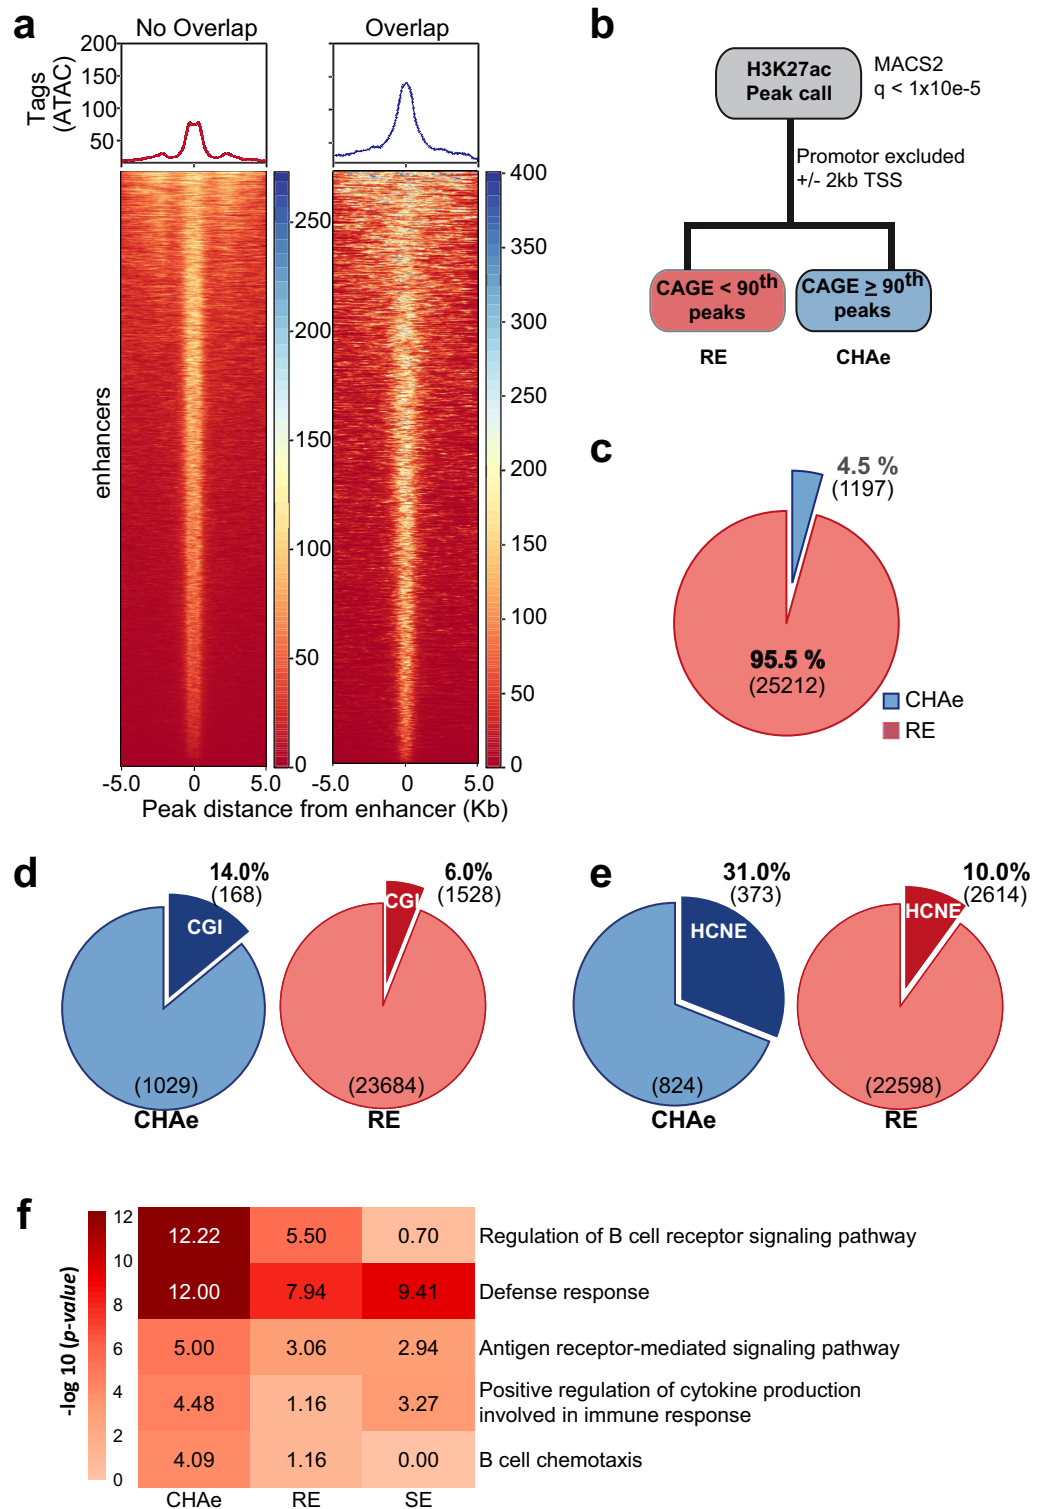 a
No Overlap
Overlap
Tags
(ATAC)
200
150
100
50
enhancers
250
200
150
100
50
0
400
350
300
250
200
150
100
50
0
-5.0
0
5.0
-5.0
0
5.0
Peak distance from enhancer (Kb)
b
H3K27ac
Peak call
MACS2
q < 1x10e-5
Promotor excluded
+/- 2kb TSS
CAGE < 90th
peaks
CAGE ≥ 90th
peaks
RE
CHAe
c
4.5 %
(1197)
95.5 %
(25212)
CHAe
RE
d
14.0%
(168)
CGI
(1029)
CHAe
6.0%
(1528)
CGI
(23684)
RE
e
31.0%
(373)
HCNE
(824)
CHAe
10.0%
(2614)
HCNE
(22598)
RE
f
-log 10 (p-value)
12
10
8
6
4
2
0
12.22 5.50 0.70 Regulation of B cell receptor signaling pathway
12.00 7.94 9.41 Defense response
5.00 3.06 2.94 Antigen receptor-mediated signaling pathway
4.48 1.16 3.27 Positive regulation of cytokine production
involved in immune response
4.09 1.16 0.00 B cell chemotaxis
CHAe RE SE